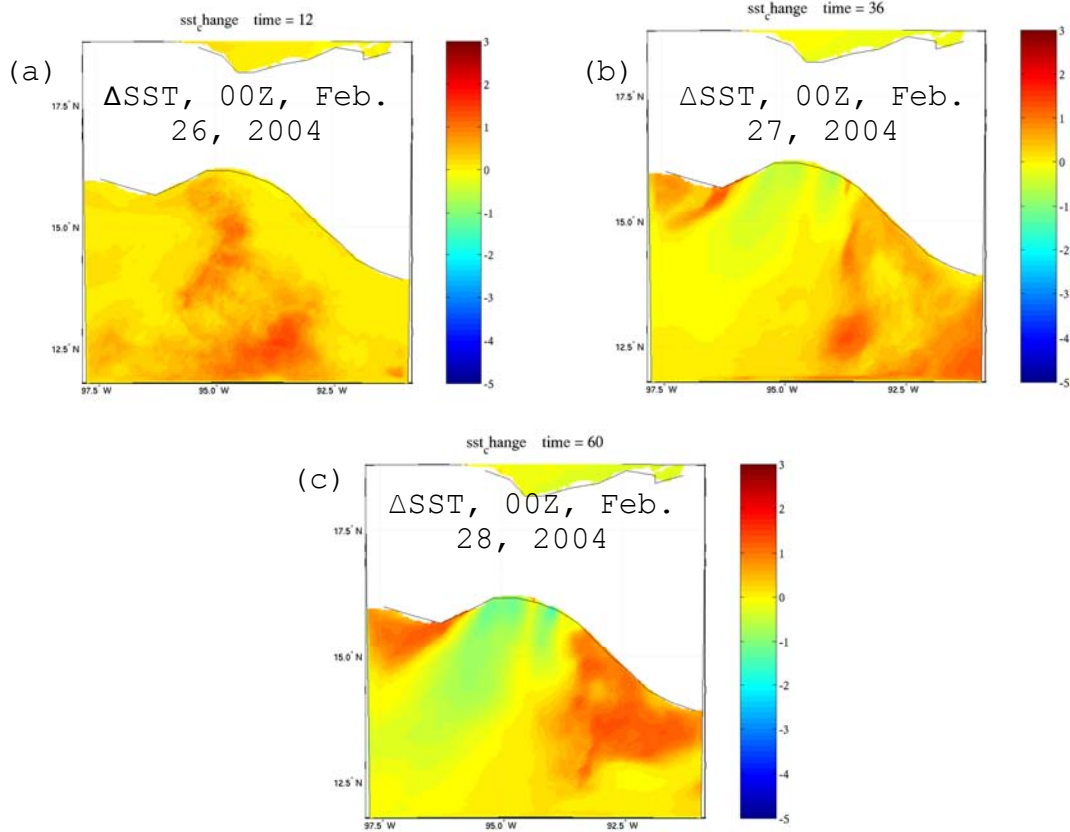 sst_change time = 12
(a)
ΔSST, 00Z, Feb.
26, 2004
17.5° N
15.0° N
12.5° N
97.5° W
95.0° W
92.5° W
3
2
1
0
-1
-2
-3
-4
-5
sst_change time = 36
(b)
ΔSST, 00Z, Feb.
27, 2004
17.5° N
15.0° N
12.5° N
97.5° W
95.0° W
92.5° W
3
2
1
0
-1
-2
-3
-4
-5
sst_change time = 60
(c)
ΔSST, 00Z, Feb.
28, 2004
17.5° N
15.0° N
12.5° N
97.5° W
95.0° W
92.5° W
3
2
1
0
-1
-2
-3
-4
-5